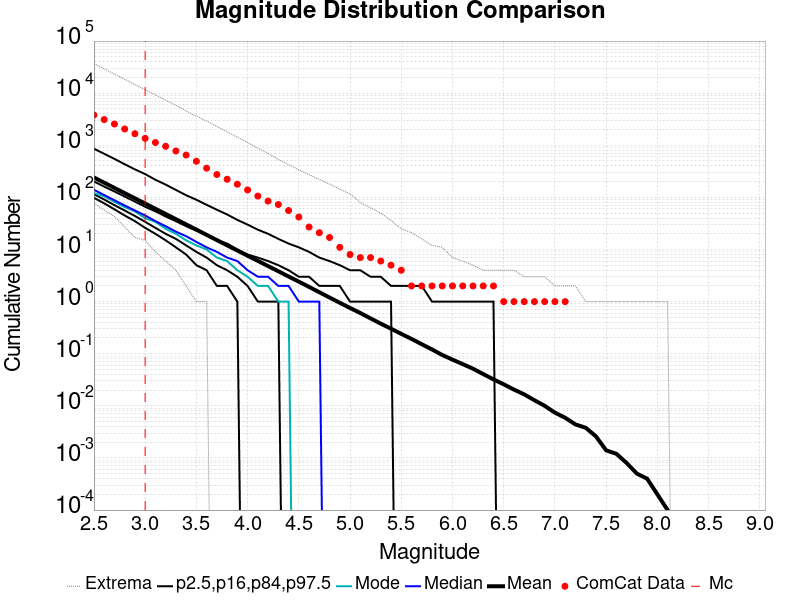 Magnitude Distribution Comparison
10^5
10^4
10^3
10^2
10^1
10^0
10^-1
10^-2
10^-3
10^-4
Cumulative Number
2.5 3.0 3.5 4.0 4.5 5.0 5.5 6.0 6.5 7.0 7.5 8.0 8.5 9.0
Magnitude
Extrema p2.5,p16,p84,p97.5 Mode Median Mean ComCat Data Mc